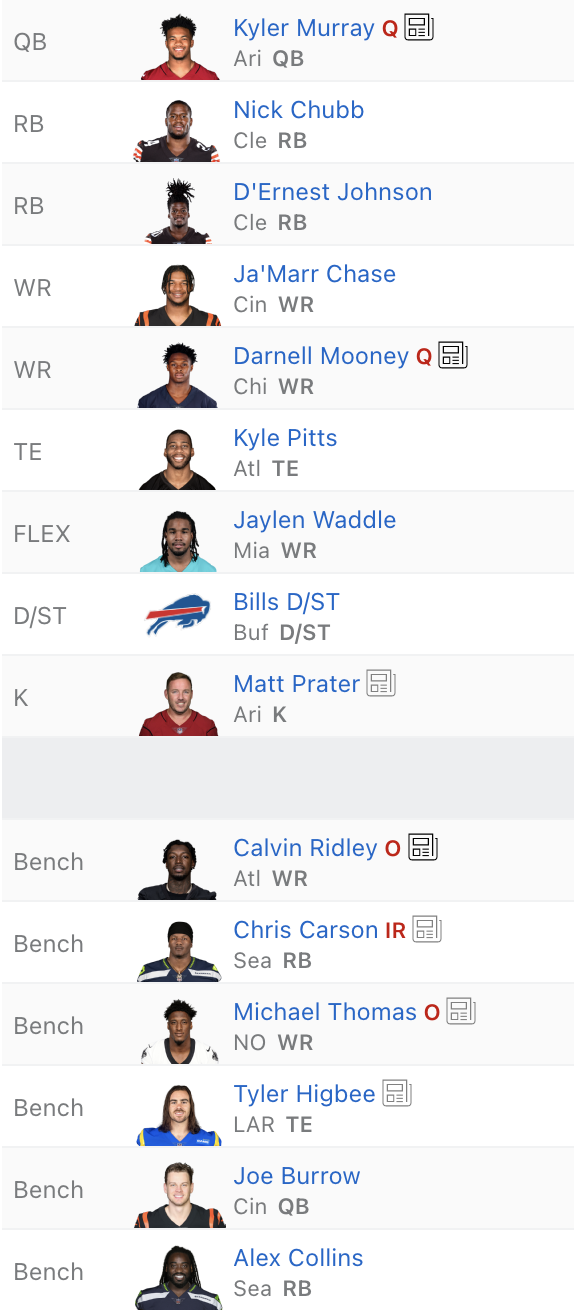 QB
Kyler Murray Q
Ari QB
RB
Nick Chubb
Cle RB
RB
D'Ernest Johnson
Cle RB
WR
Ja'Marr Chase
Cin WR
WR
Darnell Mooney Q
Chi WR
TE
Kyle Pitts
Atl TE
FLEX
Jaylen Waddle
Mia WR
D/ST
Bills D/ST
Buf D/ST
K
Matt Prater
Ari K
Bench
Calvin Ridley O
Atl WR
Bench
Chris Carson IR
Sea RB
Bench
Michael Thomas O
NO WR
Bench
Tyler Higbee
LAR TE
Bench
Joe Burrow
Cin QB
Bench
Alex Collins
Sea RB